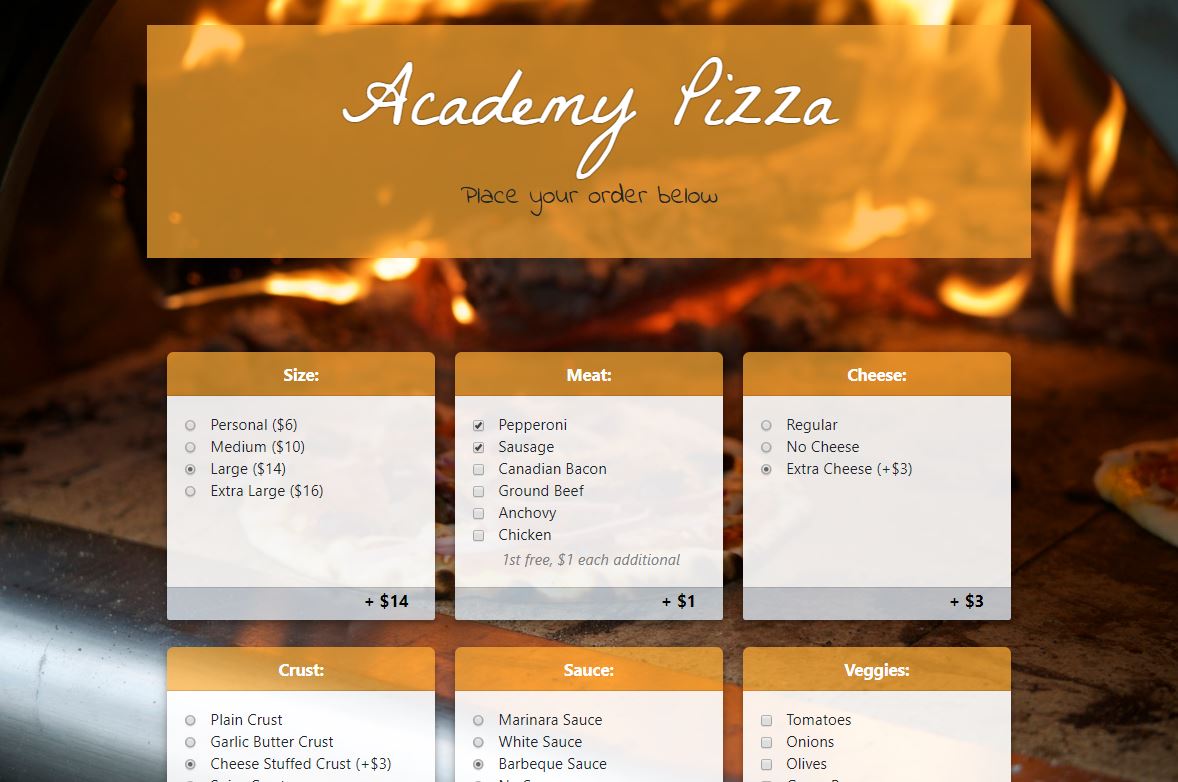 Academy Pizza
Place your order below
Size:
Personal ($6)
Medium ($10)
Large ($14)
Extra Large ($16)
+ $14
Meat:
Pepperoni
Sausage
Canadian Bacon
Ground Beef
Anchovy
Chicken
1st free, $1 each additional
+ $1
Cheese:
Regular
No Cheese
Extra Cheese (+$3)
+ $3
Crust:
Plain Crust
Garlic Butter Crust
Cheese Stuffed Crust (+$3)
Sauce:
Marinara Sauce
White Sauce
Barbeque Sauce
Veggies:
Tomatoes
Onions
Olives